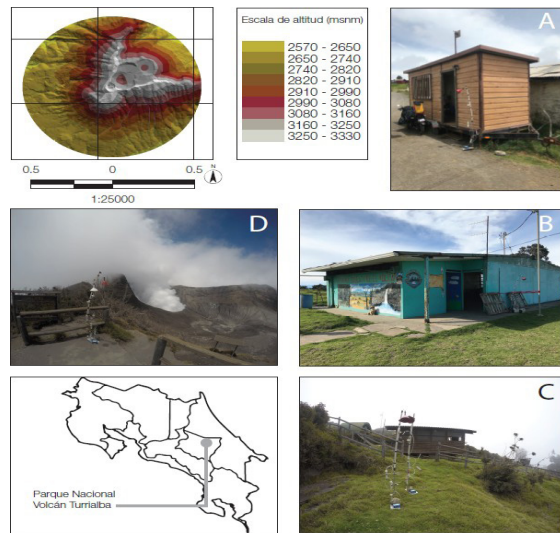 Escala de altitud (msnm)
2570 - 2650
2650 - 2740
2740 - 2820
2820 - 2910
2910 - 2990
2990 - 3080
3080 - 3160
3160 - 3250
3250 - 3330
A
0.5
0
0.5
N
1:25000
D
B
C
Parque Nacional
Volcán Turrialba